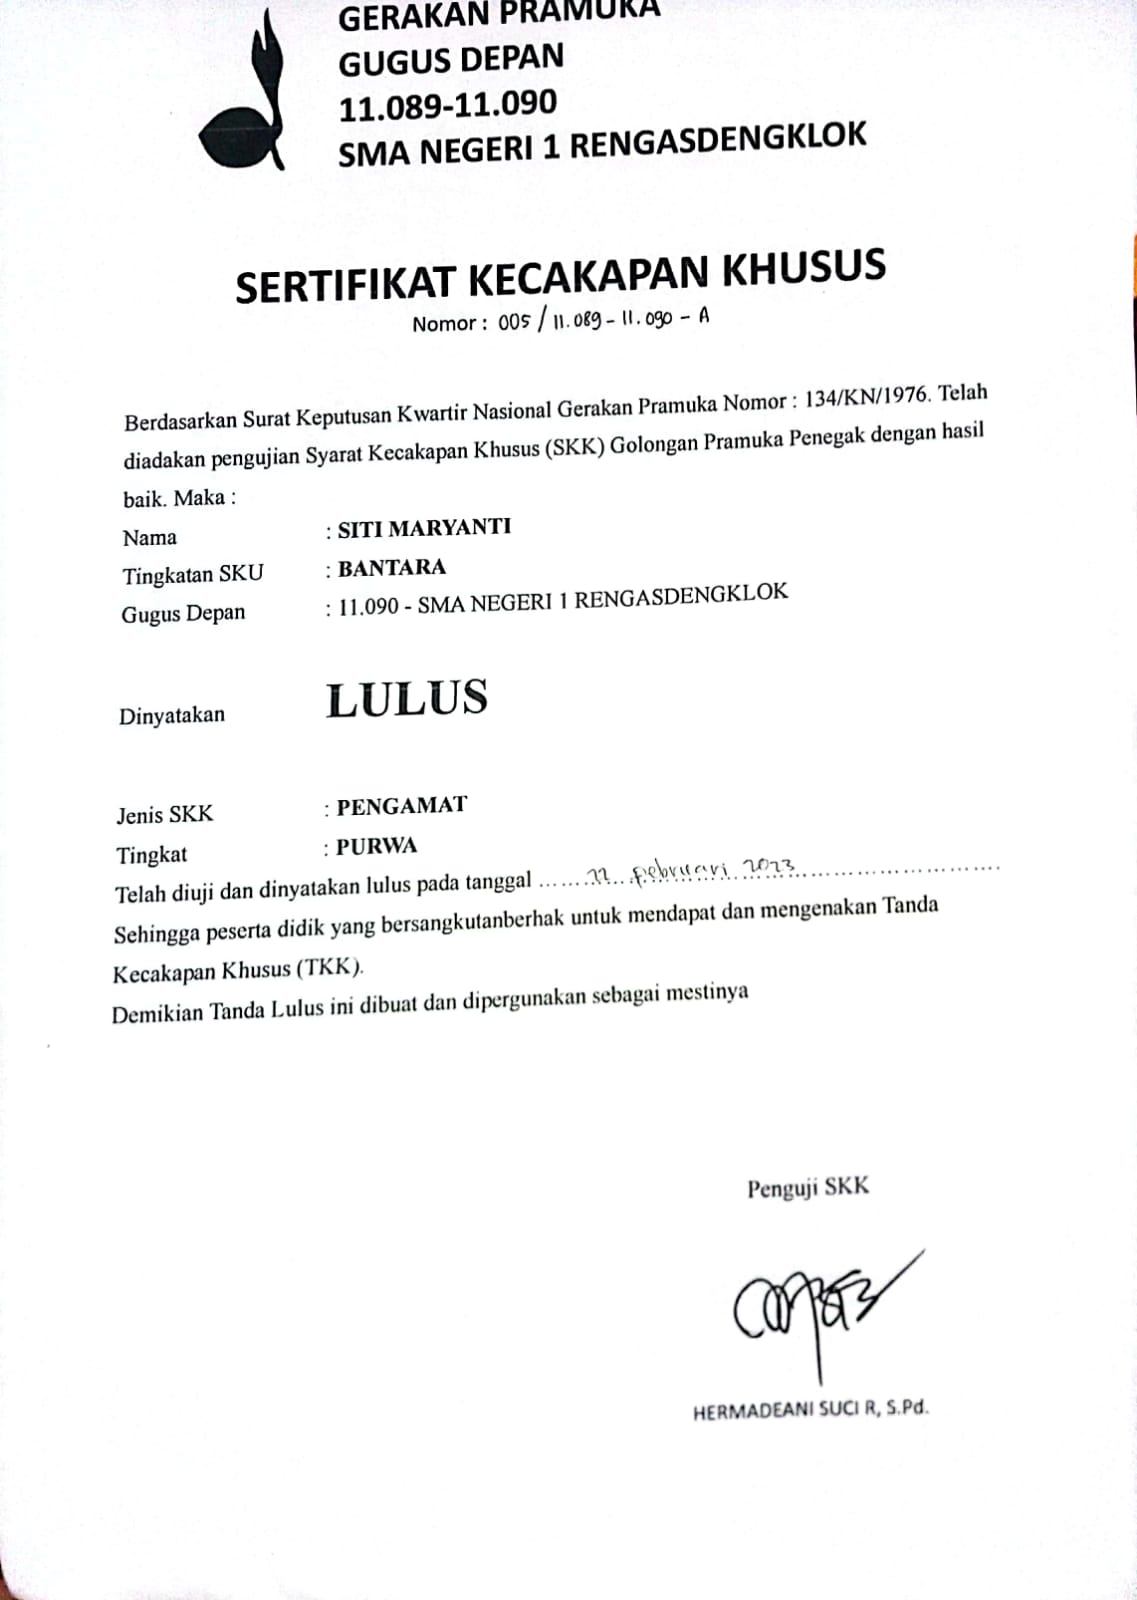 GERAKAN PRAMUKA
GUGUS DEPAN
11.089-11.090
SMA NEGERI 1 RENGASDENGKLOK
SERTIFIKAT KECAKAPAN KHUSUS
Nomor : 005 / 11.089 - 11.090 - A
Berdasarkan Surat Keputusan Kwartir Nasional Gerakan Pramuka Nomor : 134/KN/1976. Telah
diadakan pengujian Syarat Kecakapan Khusus (SKK) Golongan Pramuka Penegak dengan hasil
baik. Maka :
Nama : SITI MARYANTI
Tingkatan SKU : BANTARA
Gugus Depan : 11.090 - SMA NEGERI 1 RENGASDENGKLOK
Dinyatakan LULUS
Jenis SKK : PENGAMAT
Tingkat : PURWA
Telah diuji dan dinyatakan lulus pada tanggal ....... 22 februari 2023 .......
Sehingga peserta didik yang bersangkutanberhak untuk mendapat dan mengenakan Tanda
Kecakapan Khusus (TKK).
Demikian Tanda Lulus ini dibuat dan dipergunakan sebagai mestinya
Penguji SKK
HERMADEANI SUCI R, S.Pd.